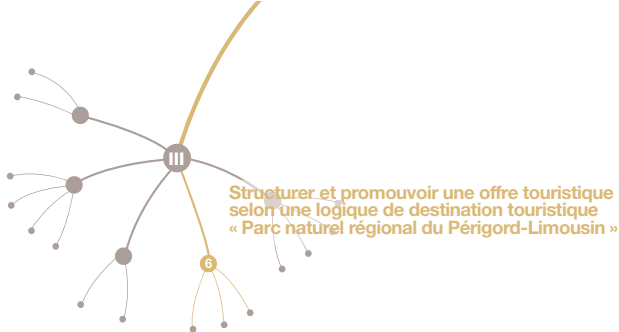 III
Structurer et promouvoir une offre touristique
selon une logique de destination touristique
« Parc naturel régional du Périgord-Limousin »
6